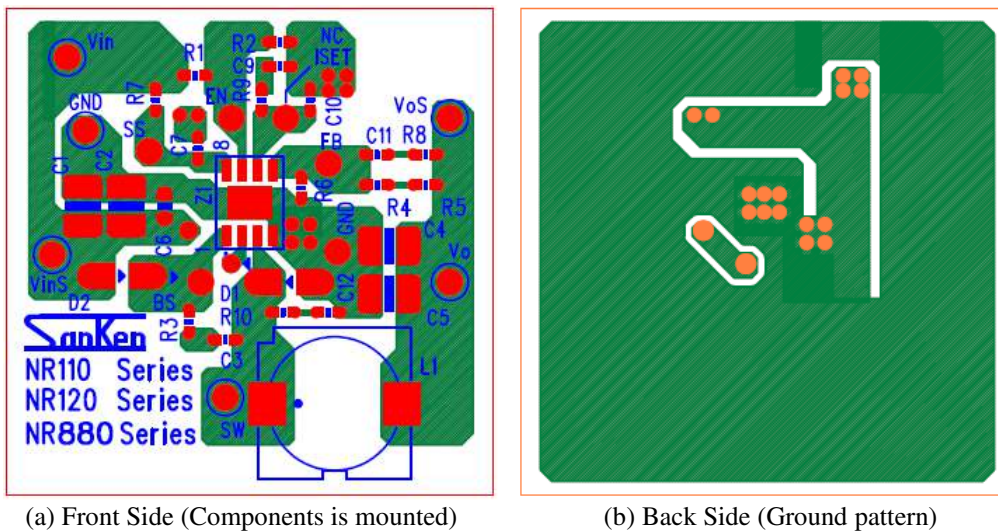 Vin
R1
R2
NC
ISET
C9
R7
EN
R9
C10
VoS
GND
SS
C7
8
FB
C11
R8
C1
C2
Z1
R6
R4
R5
C6
1
GND
C4
Vo
VinS
D2
BS
D1
C12
C5
R3
R10
C3
L1
SW
SanKen
NR110 Series
NR120 Series
NR880 Series
(a) Front Side (Components is mounted)
(b) Back Side (Ground pattern)